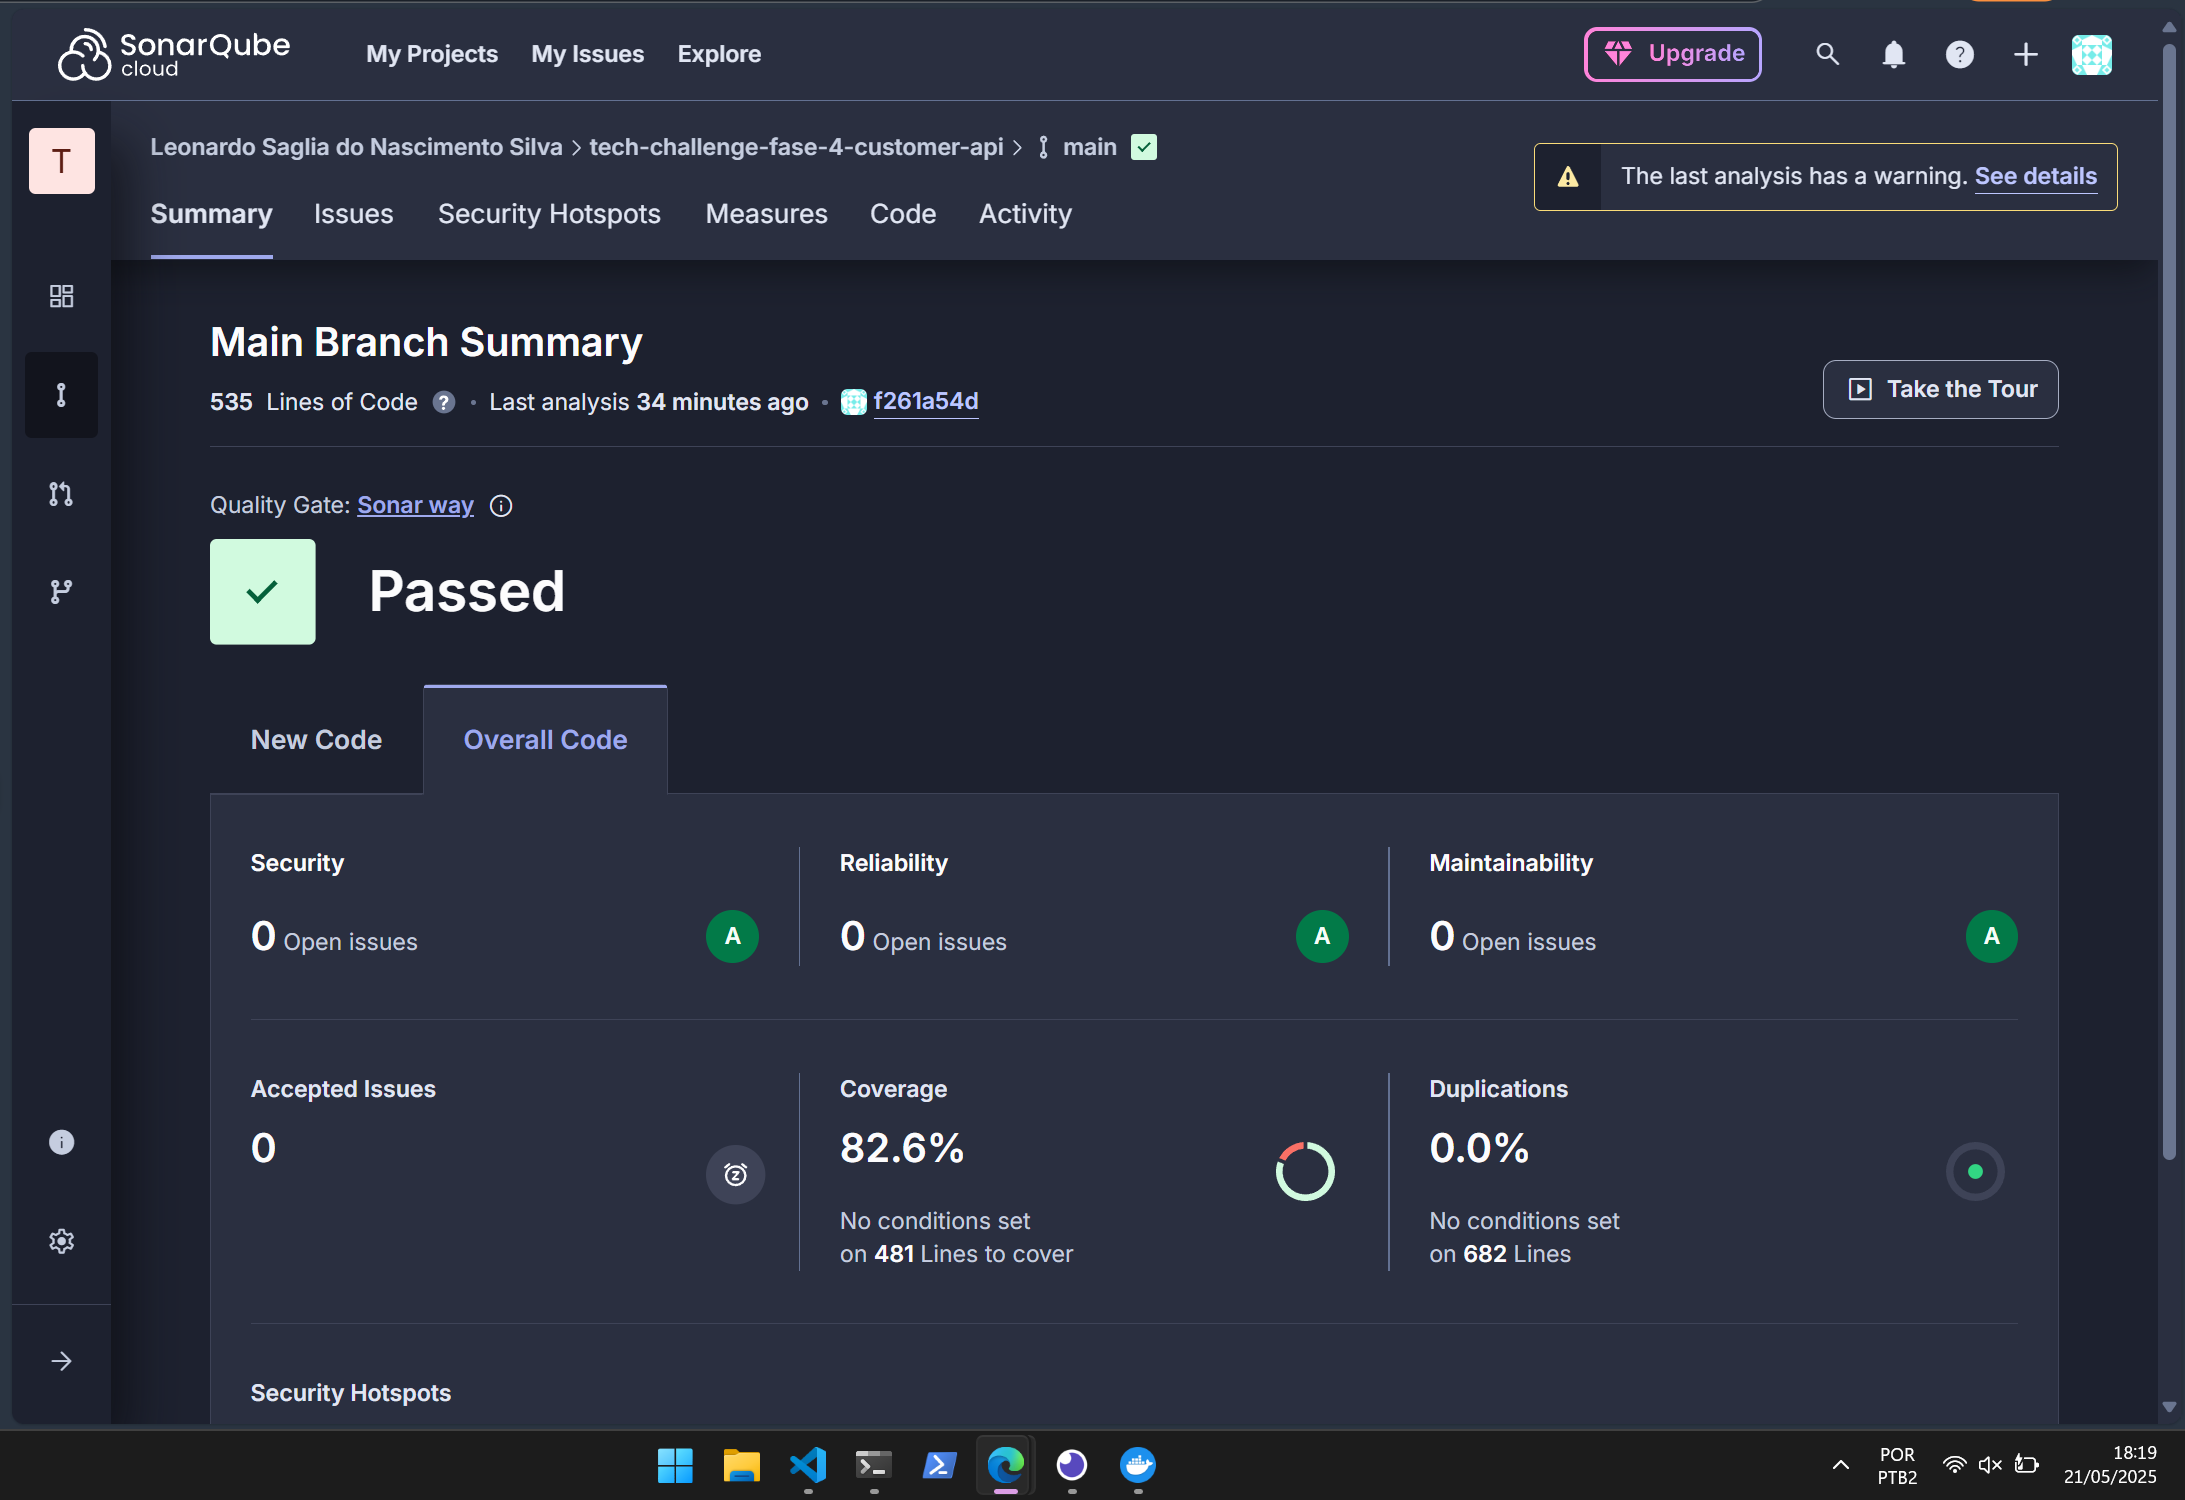 SonarQube cloud
My Projects My Issues Explore
Upgrade
T
Leonardo Saglia do Nascimento Silva > tech-challenge-fase-4-customer-api > main
The last analysis has a warning. See details
Summary Issues Security Hotspots Measures Code Activity
Main Branch Summary
535 Lines of Code ? • Last analysis 34 minutes ago • f261a54d
Take the Tour
Quality Gate: Sonar way
Passed
New Code Overall Code
Security Reliability Maintainability
0 Open issues A 0 Open issues A 0 Open issues A
Accepted Issues Coverage Duplications
0 82.6% 0.0%
No conditions set No conditions set
on 481 Lines to cover on 682 Lines
Security Hotspots
POR 18:19
PTB2 21/05/2025